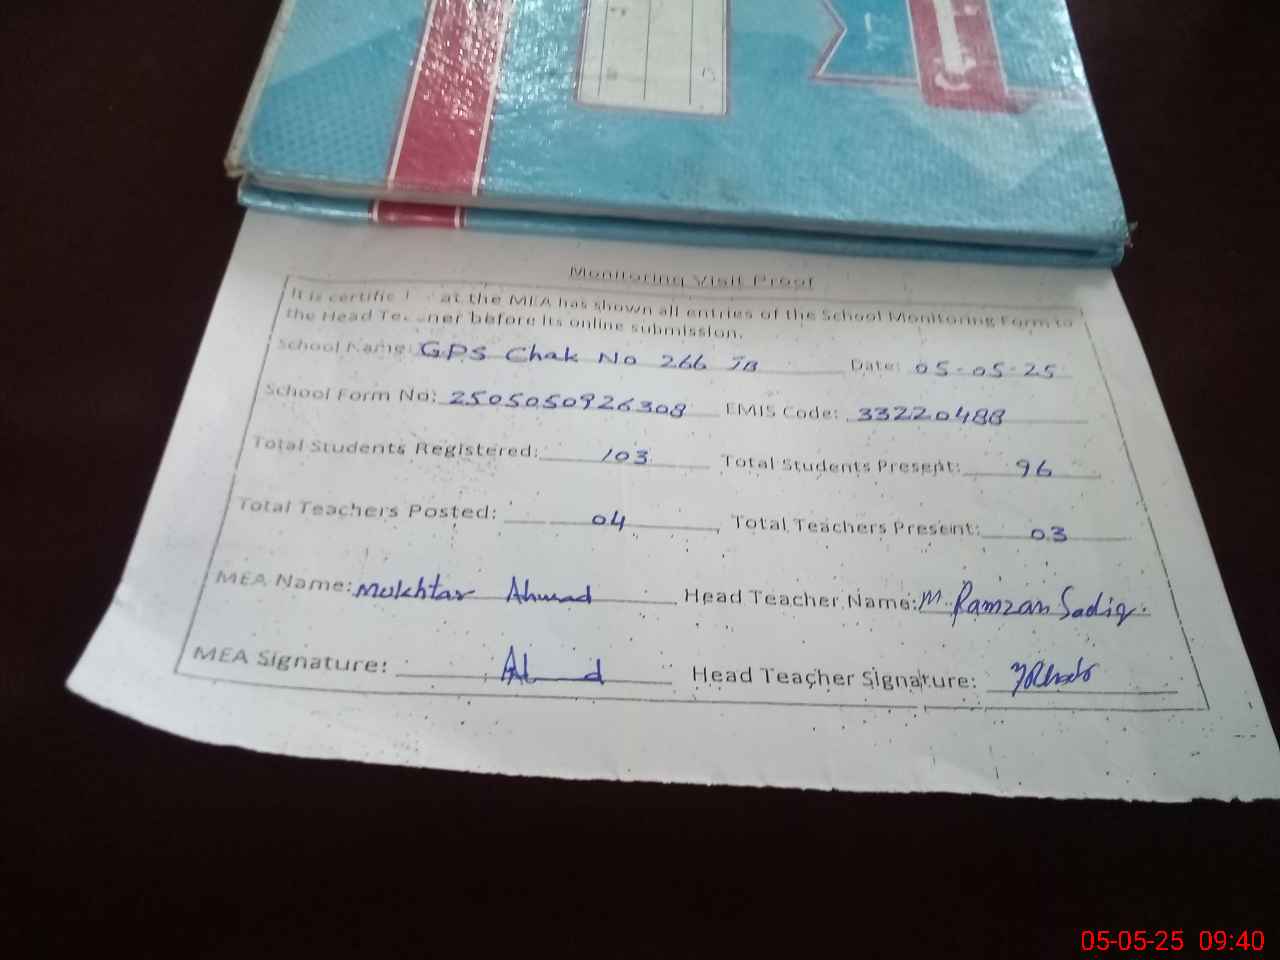 Monitoring Visit Proof
It is certifie at the MEA has shown all entries of the School Monitoring Form to
the Head Te ner before its online submission.
School Name: GPS Chak No 266 JB Date: 05-05-25
School Form No: 2505050926308 EMIS Code: 33220488
Total Students Registered: 103 Total Students Present: 96
Total Teachers Posted: 04 Total Teachers Present: 03
MEA Name: Mukhtar Ahmad Head Teacher Name: M. Ramzan Sadiq.
MEA Signature: Head Teacher Signature:
05-05-25 09:40